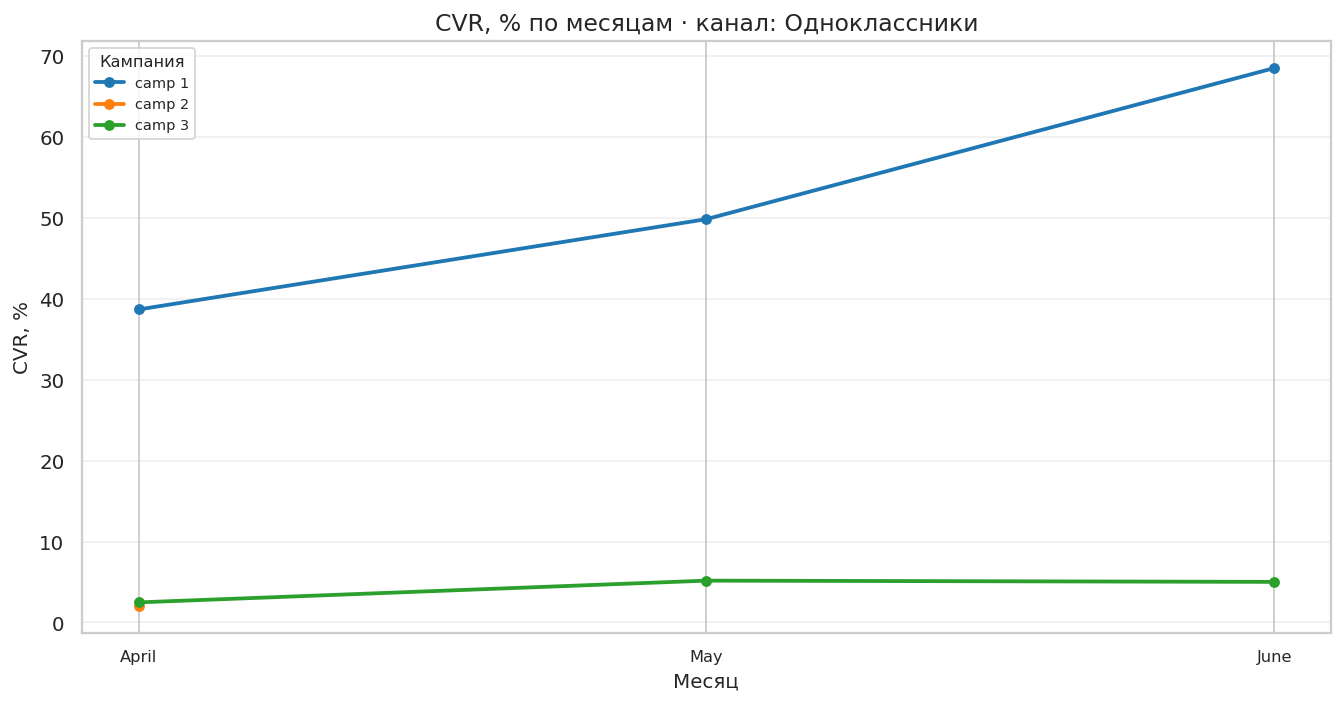 CVR, % по месяцам · канал: Одноклассники
Кампания
camp 1
camp 2
camp 3
70
60
50
40
30
20
10
0
CVR, %
April
May
June
Месяц